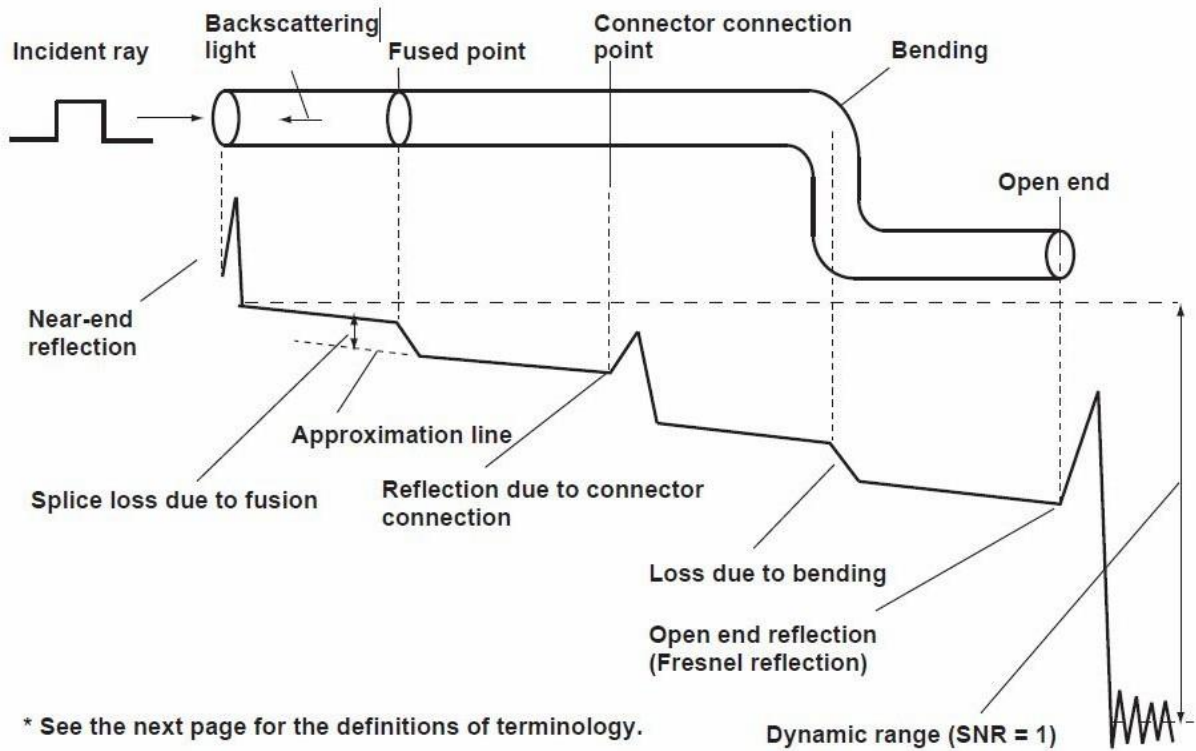 Incident ray
Backscattering
light
Fused point
Connector connection
point
Bending
Open end
Near-end
reflection
Approximation line
Splice loss due to fusion
Reflection due to connector
connection
Loss due to bending
Open end reflection
(Fresnel reflection)
Dynamic range (SNR = 1)
* See the next page for the definitions of terminology.